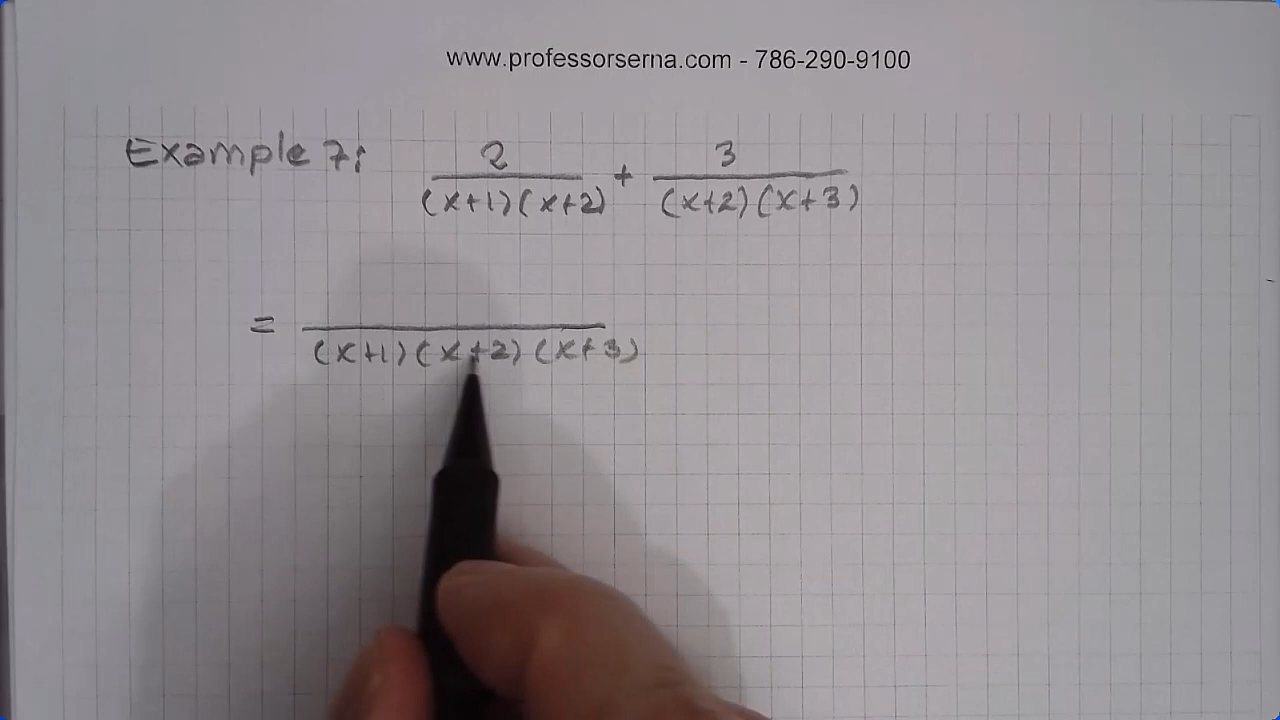 www.professorserna.com - 786-290-9100
Example 7: 2/((x+1)(x+2)) + 3/((x+2)(x+3))
= /((x+1)(x+2)(x+3))